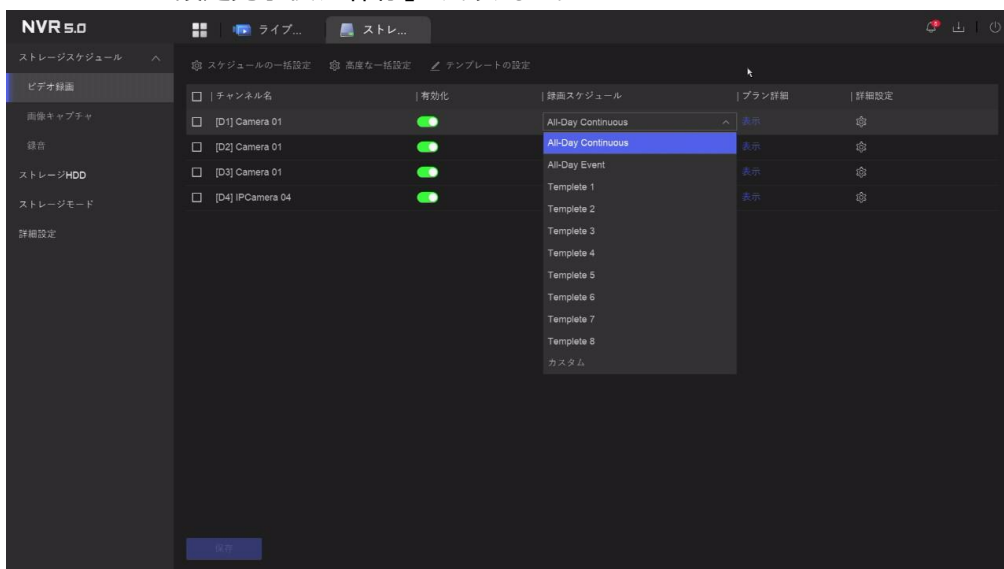 NVR 5.0
ライブ... ストレ...
ストレージスケジュール
ビデオ録画
画像キャプチャ
録音
ストレージHDD
ストレージモード
詳細設定
スケジュールの一括設定 高度な一括設定 テンプレートの設定
チャンネル名 有効化 録画スケジュール プラン詳細 詳細設定
[D1] Camera 01 All-Day Continuous 表示
[D2] Camera 01 表示
[D3] Camera 01 表示
[D4] IPCamera 04 表示
All-Day Continuous
All-Day Event
Templete 1
Templete 2
Templete 3
Templete 4
Templete 5
Templete 6
Templete 7
Templete 8
カスタム
保存